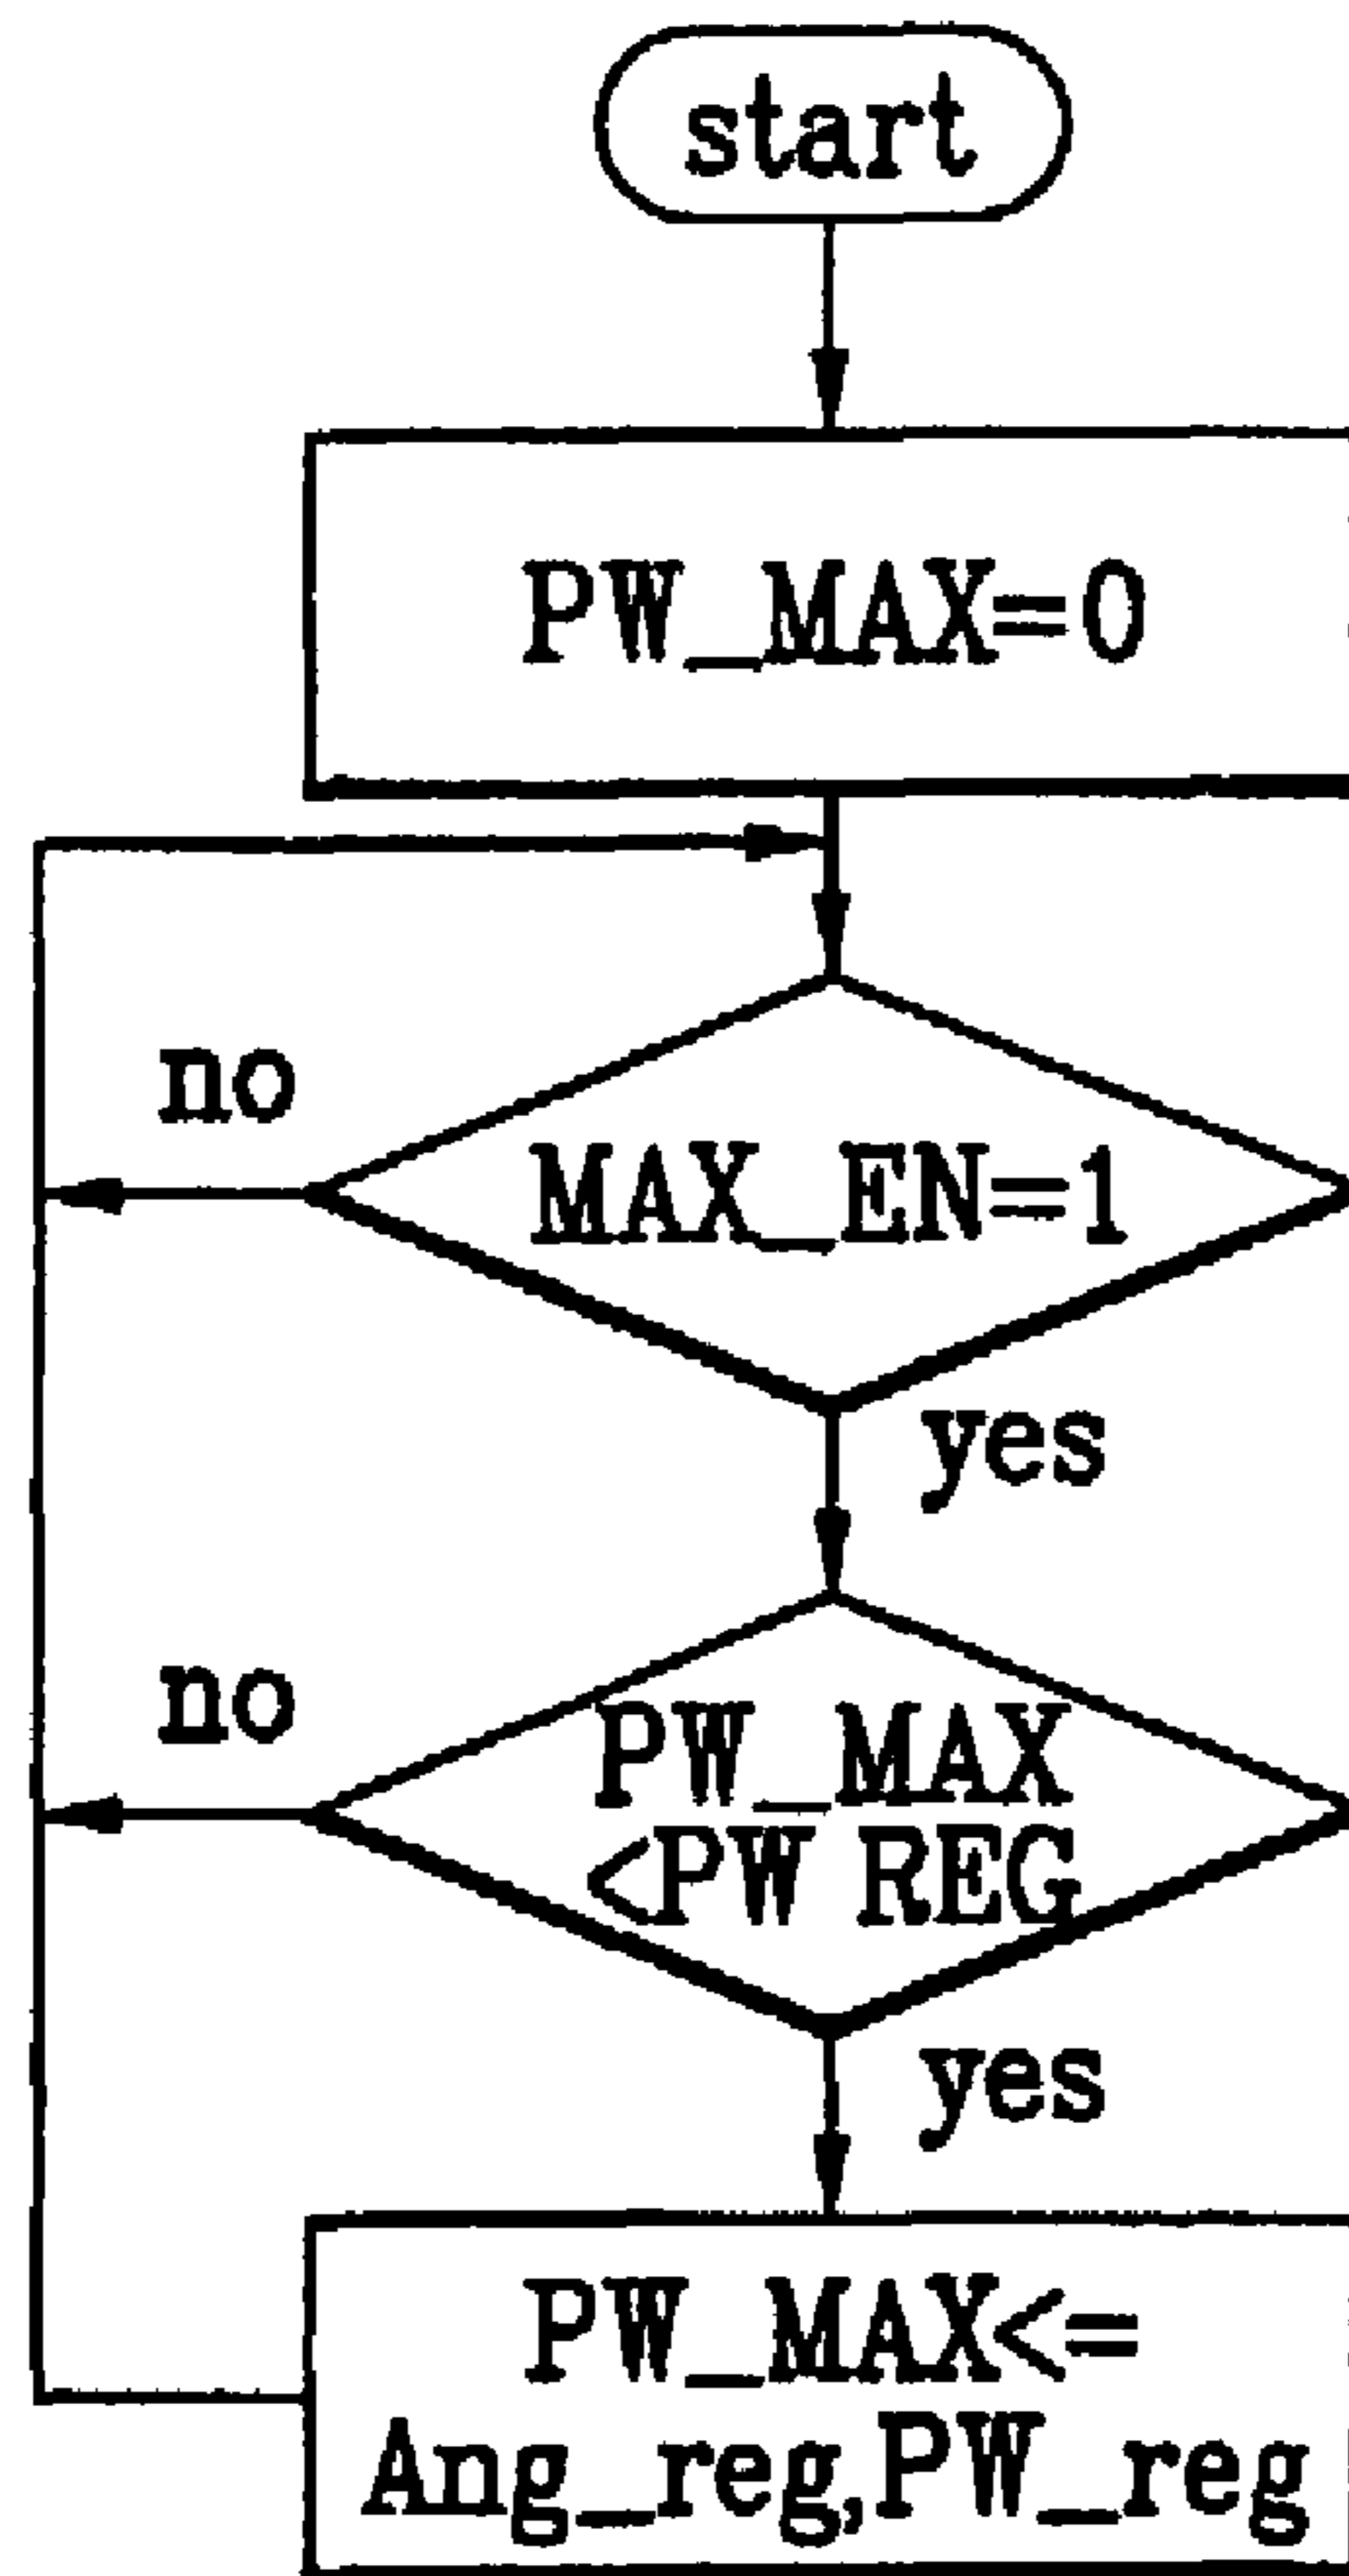 start
PW_MAX=0
no
MAX_EN=1
yes
no
PW_MAX
<PW REG
yes
PW_MAX<=
Ang_reg,PW_reg